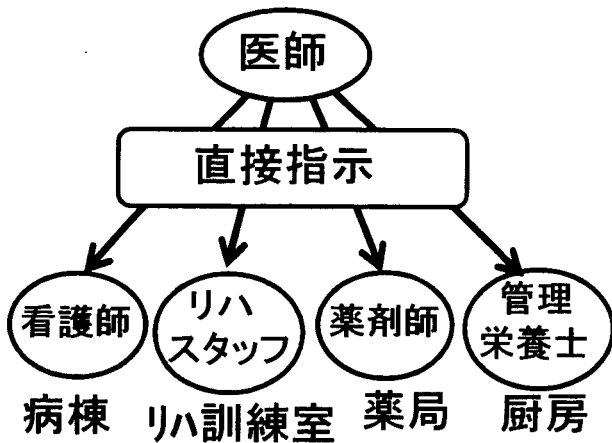 医師
直接指示
看護師
リハ
スタッフ
薬剤師
管理
栄養士
病棟
リハ訓練室
薬局
厨房